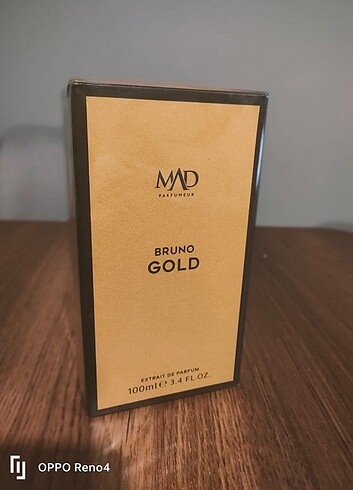 MAD
PARFUMEUR
BRUNO
GOLD
EXTRAIT DE PARFUM
100ml ℮ 3.4 FL.OZ.
OPPO Reno4